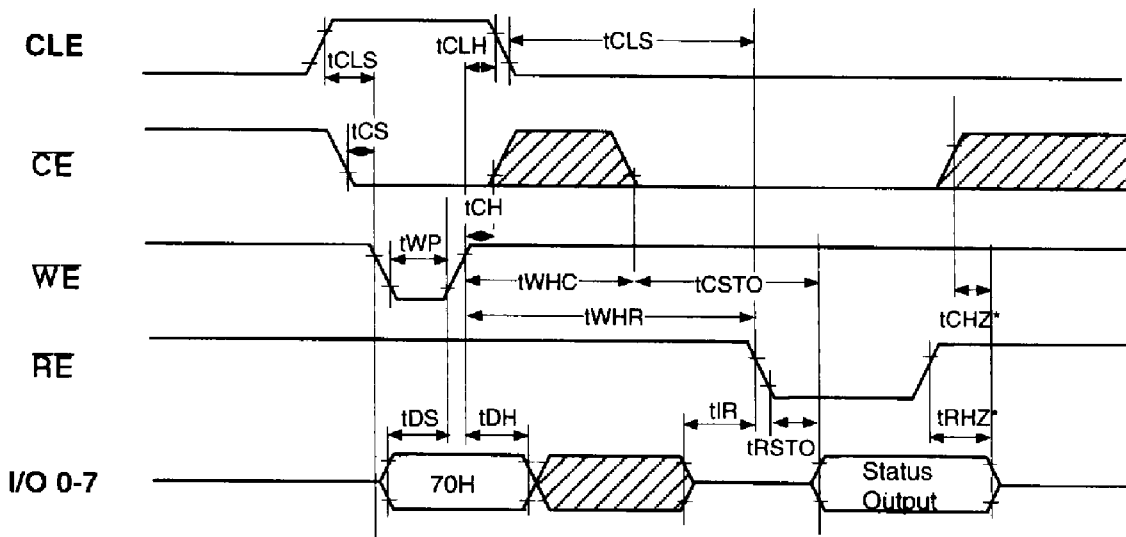 CLE
tCLS
tCLH
tCLS
CE
tCS
tCH
WE
tWP
tWHC
tCSTO
tWHR
tCHZ*
RE
tDS
tDH
tIR
tRSTO
tRHZ*
I/O 0-7
70H
Status
Output